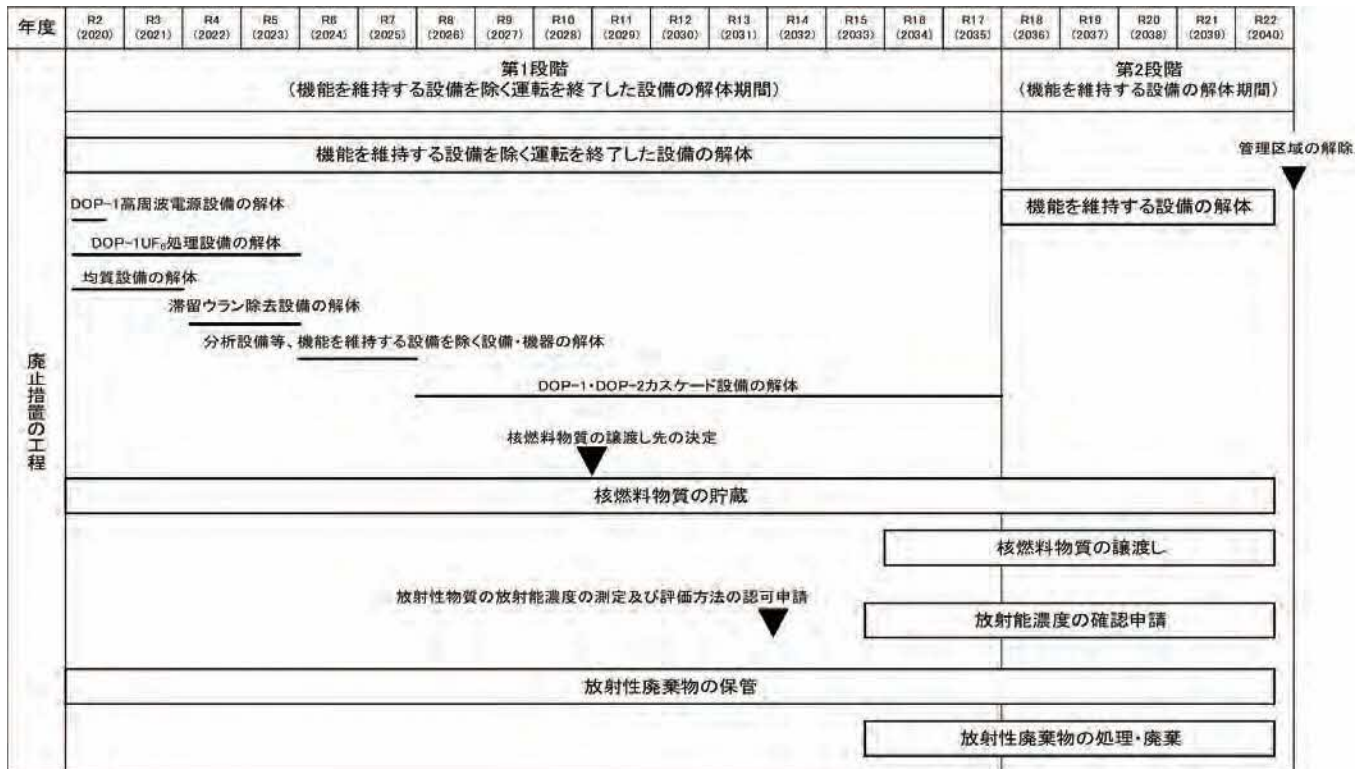 年度 R2 R3 R4 R5 R6 R7 R8 R9 R10 R11 R12 R13 R14 R15 R16 R17 R18 R19 R20 R21 R22
(2020) (2021) (2022) (2023) (2024) (2025) (2026) (2027) (2028) (2029) (2030) (2031) (2032) (2033) (2034) (2035) (2036) (2037) (2038) (2039) (2040)
第1段階
(機能を維持する設備を除く運転を終了した設備の解体期間)
第2段階
(機能を維持する設備の解体期間)
機能を維持する設備を除く運転を終了した設備の解体
管理区域の解除
DOP-1高周波電源設備の解体
機能を維持する設備の解体
DOP-1UF₆処理設備の解体
均質設備の解体
滞留ウラン除去設備の解体
分析設備等、機能を維持する設備を除く設備・機器の解体
廃止措置の工程
DOP-1・DOP-2カスケード設備の解体
核燃料物質の譲渡し先の決定
核燃料物質の貯蔵
核燃料物質の譲渡し
放射性物質の放射能濃度の測定及び評価方法の認可申請
放射能濃度の確認申請
放射性廃棄物の保管
放射性廃棄物の処理・廃棄